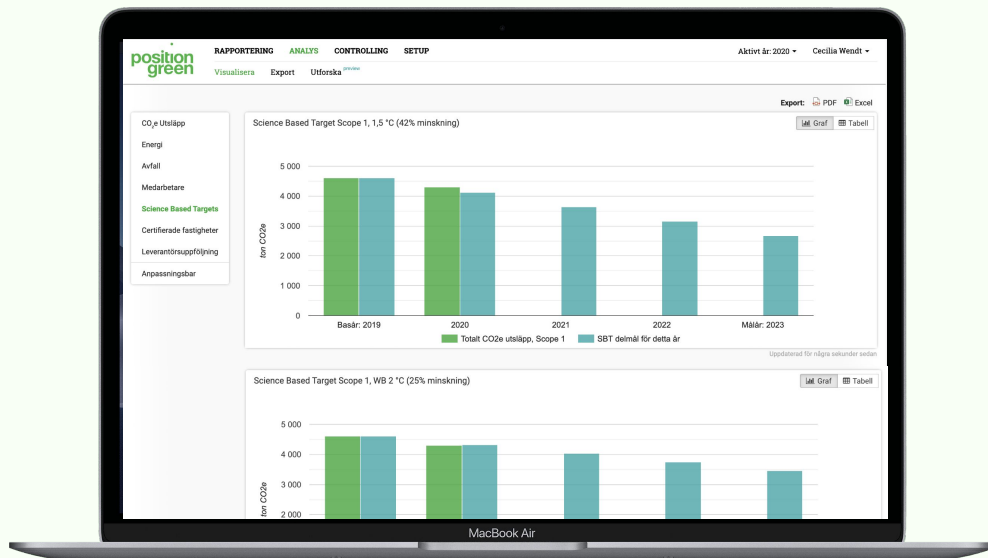 position
green
RAPPORTERING ANALYS CONTROLLING SETUP
Aktivt år: 2020 Cecilia Wendt
Visualisera Export Utforska preview
Export: PDF Excel
CO2e Utsläpp
Energi
Avfall
Medarbetare
Science Based Targets
Certifierade fastigheter
Leverantörsuppföljning
Anpassningsbar
Science Based Target Scope 1, 1,5 °C (42% minskning)
Graf Tabell
5 000
4 000
3 000
2 000
1 000
0
ton CO2e
Basår: 2019 2020 2021 2022 Målår: 2023
Totalt CO2e utsläpp, Scope 1 SBT delmål för detta år
Uppdaterad för några sekunder sedan
Science Based Target Scope 1, WB 2 °C (25% minskning)
Graf Tabell
5 000
4 000
3 000
2 000
ton CO2e
MacBook Air